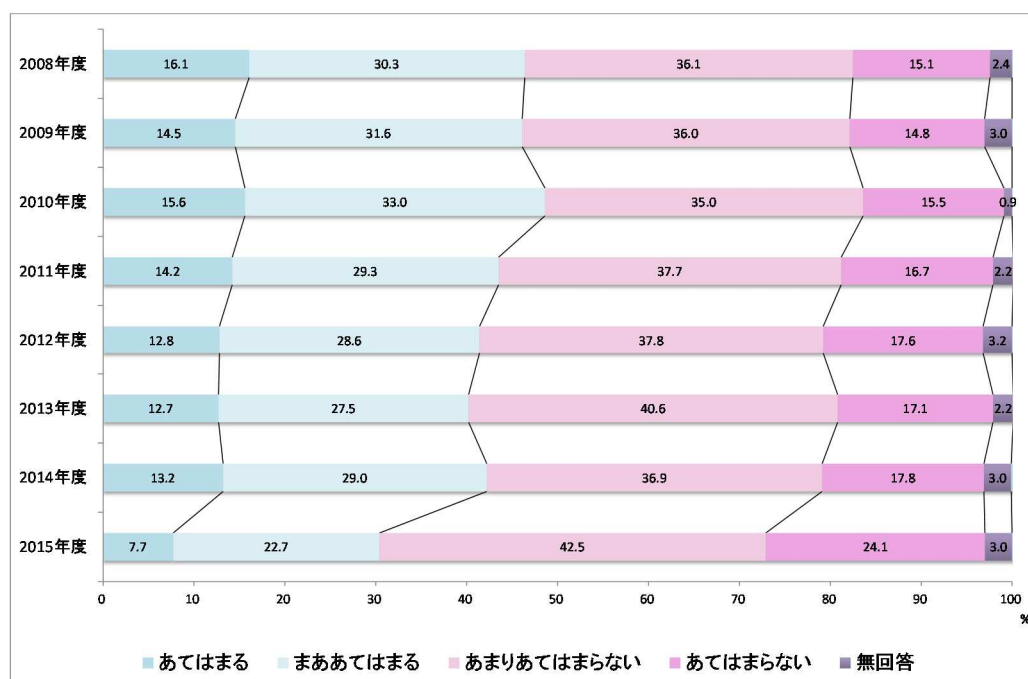 2008年度 16.1 30.3 36.1 15.1 2.4
2009年度 14.5 31.6 36.0 14.8 3.0
2010年度 15.6 33.0 35.0 15.5 0.9
2011年度 14.2 29.3 37.7 16.7 2.2
2012年度 12.8 28.6 37.8 17.6 3.2
2013年度 12.7 27.5 40.6 17.1 2.2
2014年度 13.2 29.0 36.9 17.8 3.0
2015年度 7.7 22.7 42.5 24.1 3.0
0 10 20 30 40 50 60 70 80 90 100
%
あてはまる まああてはまる あまりあてはまらない あてはまらない 無回答